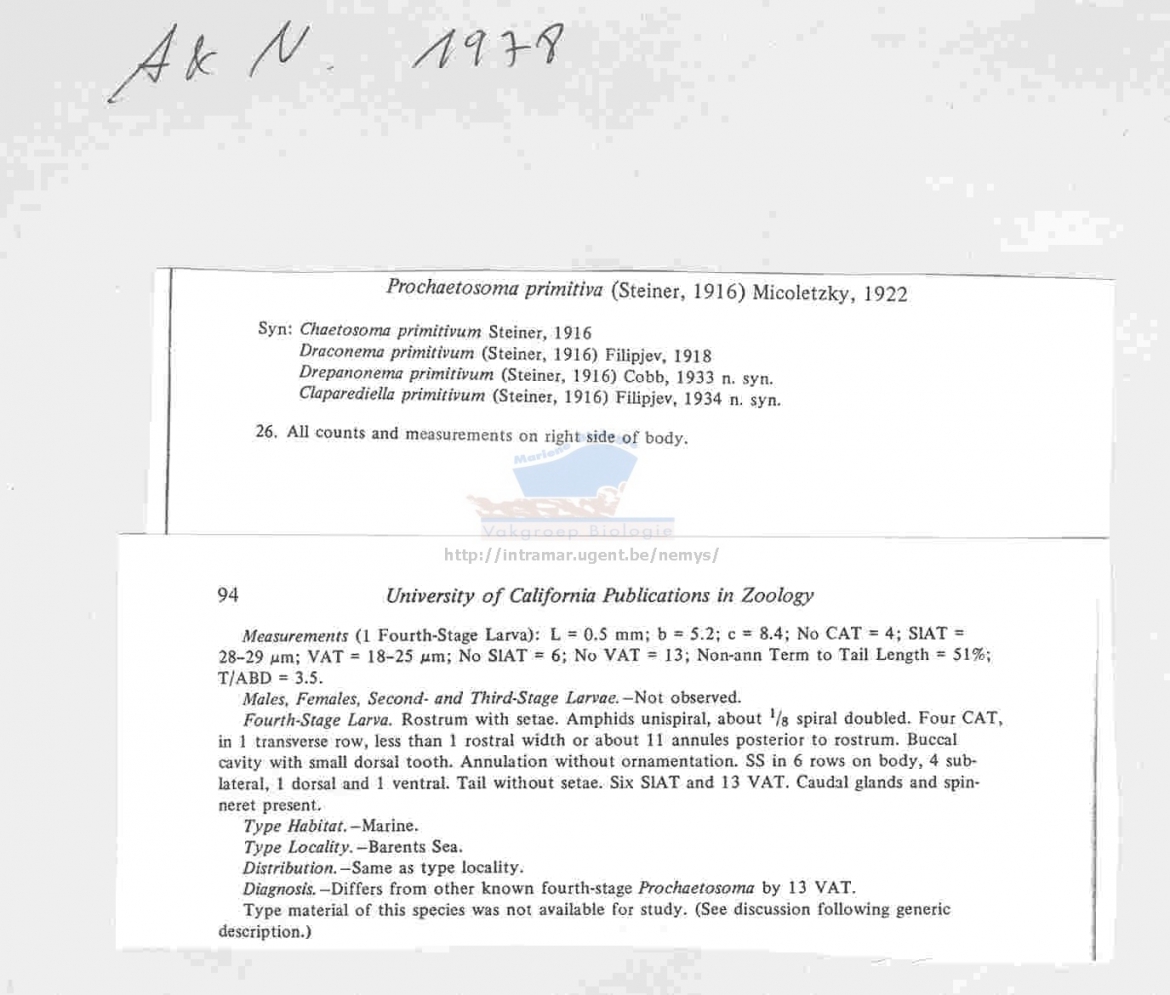 A & N. 1978
Prochaetosoma primitiva (Steiner, 1916) Micoletzky, 1922
Syn: Chaetosoma primitivum Steiner, 1916
Draconema primitivum (Steiner, 1916) Filipjev, 1918
Drepanonema primitivum (Steiner, 1916) Cobb, 1933 n. syn.
Claparediella primitivum (Steiner, 1916) Filipjev, 1934 n. syn.
26. All counts and measurements on right side of body.
Mariene
Vakgroep Biologie
http://intramar.ugent.be/nemys/
94 University of California Publications in Zoology
Measurements (1 Fourth-Stage Larva): L = 0.5 mm; b = 5.2; c = 8.4; No CAT = 4; SlAT =
28–29 μm; VAT = 18–25 μm; No SlAT = 6; No VAT = 13; Non-ann Term to Tail Length = 51%;
T/ABD = 3.5.
Males, Females, Second- and Third-Stage Larvae.—Not observed.
Fourth-Stage Larva. Rostrum with setae. Amphids unispiral, about 1/8 spiral doubled. Four CAT,
in 1 transverse row, less than 1 rostral width or about 11 annules posterior to rostrum. Buccal
cavity with small dorsal tooth. Annulation without ornamentation. SS in 6 rows on body, 4 sub-
lateral, 1 dorsal and 1 ventral. Tail without setae. Six SlAT and 13 VAT. Caudal glands and spin-
neret present.
Type Habitat.—Marine.
Type Locality.—Barents Sea.
Distribution.—Same as type locality.
Diagnosis.—Differs from other known fourth-stage Prochaetosoma by 13 VAT.
Type material of this species was not available for study. (See discussion following generic
description.)